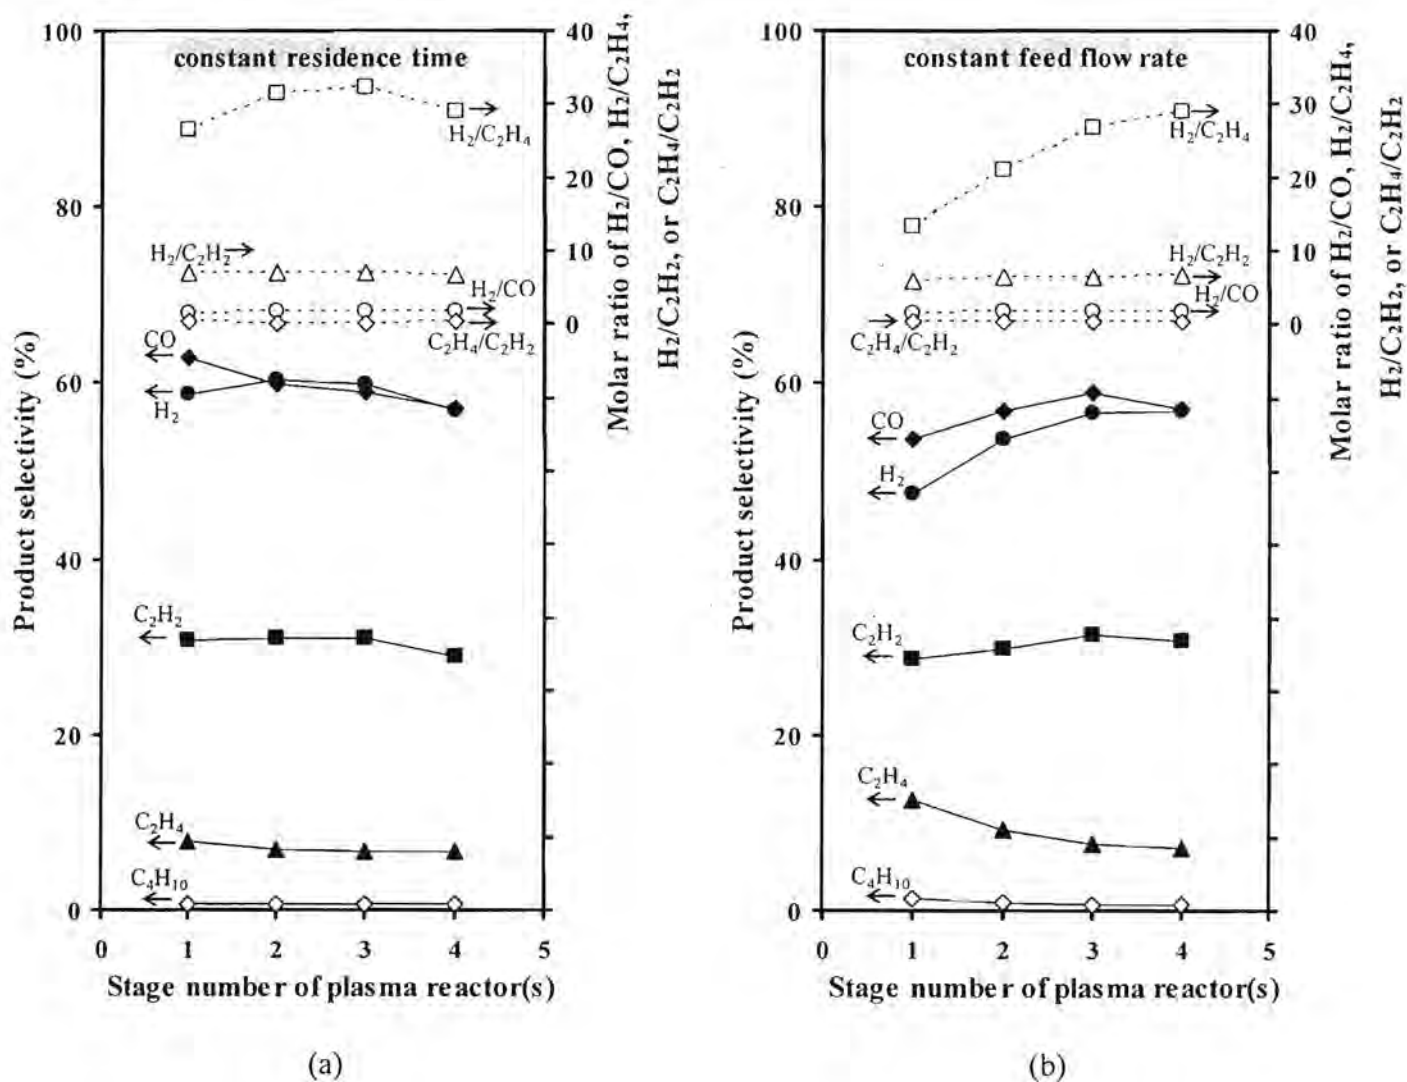 constant residence time
100
80
60
40
20
0
40
30
20
10
0
H₂/C₂H₄
H₂/C₂H₂
H₂/CO
C₂H₄/C₂H₂
CO
H₂
C₂H₂
C₂H₄
C₄H₁₀
0 1 2 3 4 5
Product selectivity (%)
Molar ratio of H₂/CO, H₂/C₂H₄,
H₂/C₂H₂, or C₂H₄/C₂H₂
Stage number of plasma reactor(s)
(a)
constant feed flow rate
100
80
60
40
20
0
40
30
20
10
0
H₂/C₂H₄
H₂/C₂H₂
H₂/CO
C₂H₄/C₂H₂
CO
H₂
C₂H₂
C₂H₄
C₄H₁₀
0 1 2 3 4 5
Product selectivity (%)
Molar ratio of H₂/CO, H₂/C₂H₄,
H₂/C₂H₂, or C₂H₄/C₂H₂
Stage number of plasma reactor(s)
(b)